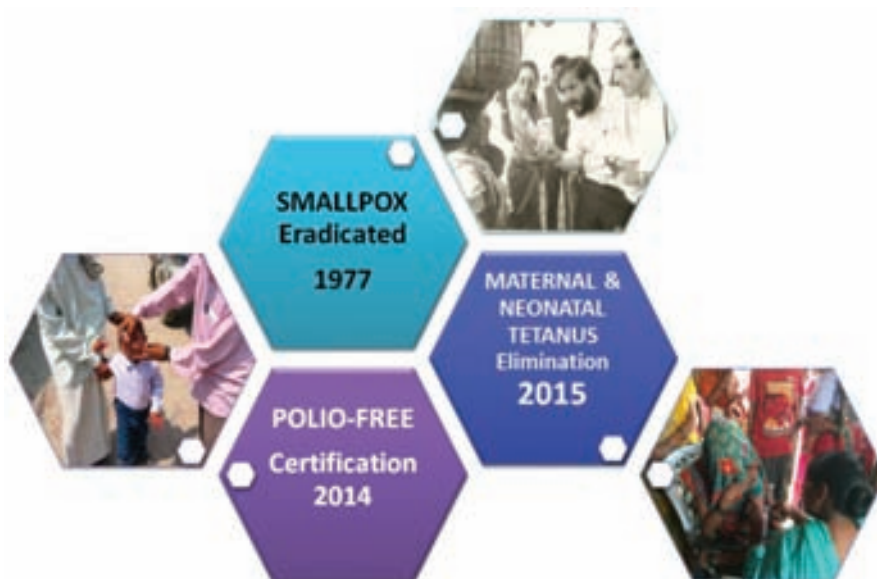 SMALLPOX
Eradicated
1977
MATERNAL &
NEONATAL
TETANUS
Elimination
2015
POLIO-FREE
Certification
2014